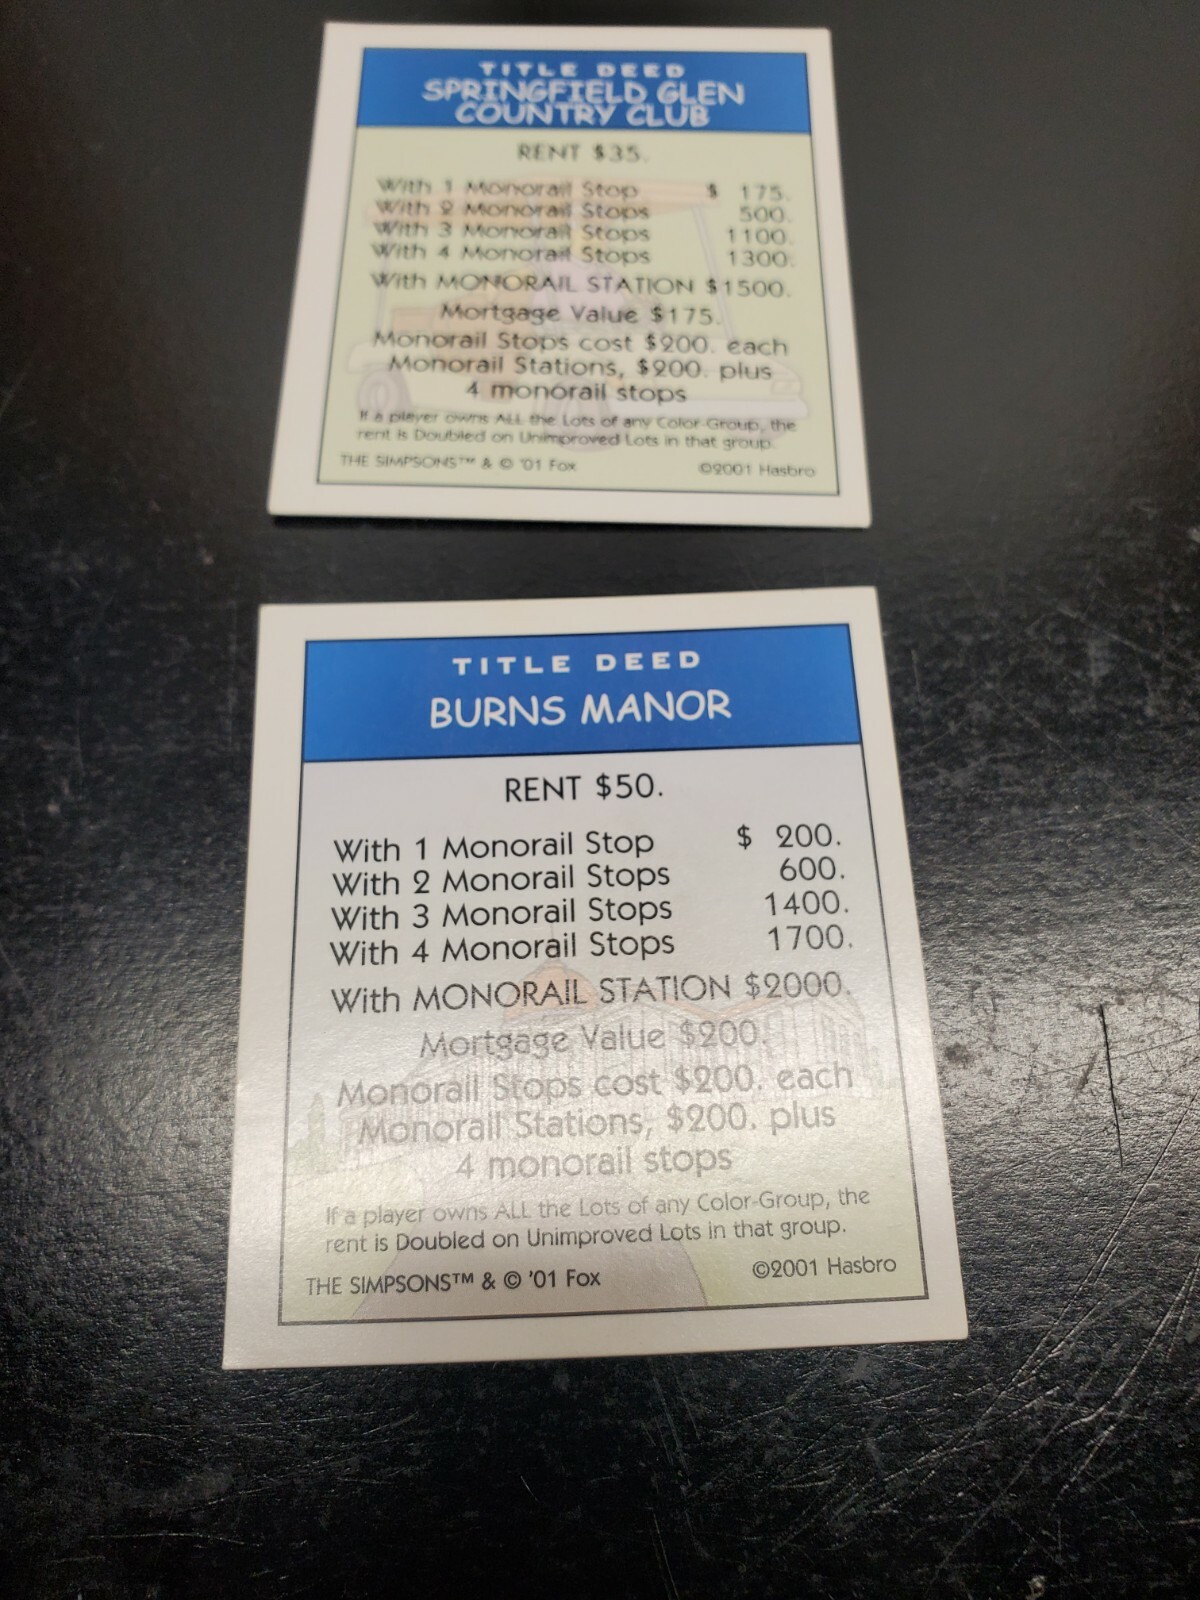 TITLE DEED
SPRINGFIELD GLEN
COUNTRY CLUB
RENT $35.
With 1 Monorail Stop $ 175.
With 2 Monorail Stops 500.
With 3 Monorail Stops 1100.
With 4 Monorail Stops 1300.
With MONORAIL STATION $1500.
Mortgage Value $175.
Monorail Stops cost $200. each
Monorail Stations, $200. plus
4 monorail stops
If a player owns ALL the Lots of any Color-Group, the
rent is Doubled on Unimproved Lots in that group.
THE SIMPSONS™ & © '01 Fox ©2001 Hasbro
TITLE DEED
BURNS MANOR
RENT $50.
With 1 Monorail Stop $ 200.
With 2 Monorail Stops 600.
With 3 Monorail Stops 1400.
With 4 Monorail Stops 1700.
With MONORAIL STATION $2000.
Mortgage Value $200.
Monorail Stops cost $200. each
Monorail Stations, $200. plus
4 monorail stops
If a player owns ALL the Lots of any Color-Group, the
rent is Doubled on Unimproved Lots in that group.
THE SIMPSONS™ & © '01 Fox ©2001 Hasbro